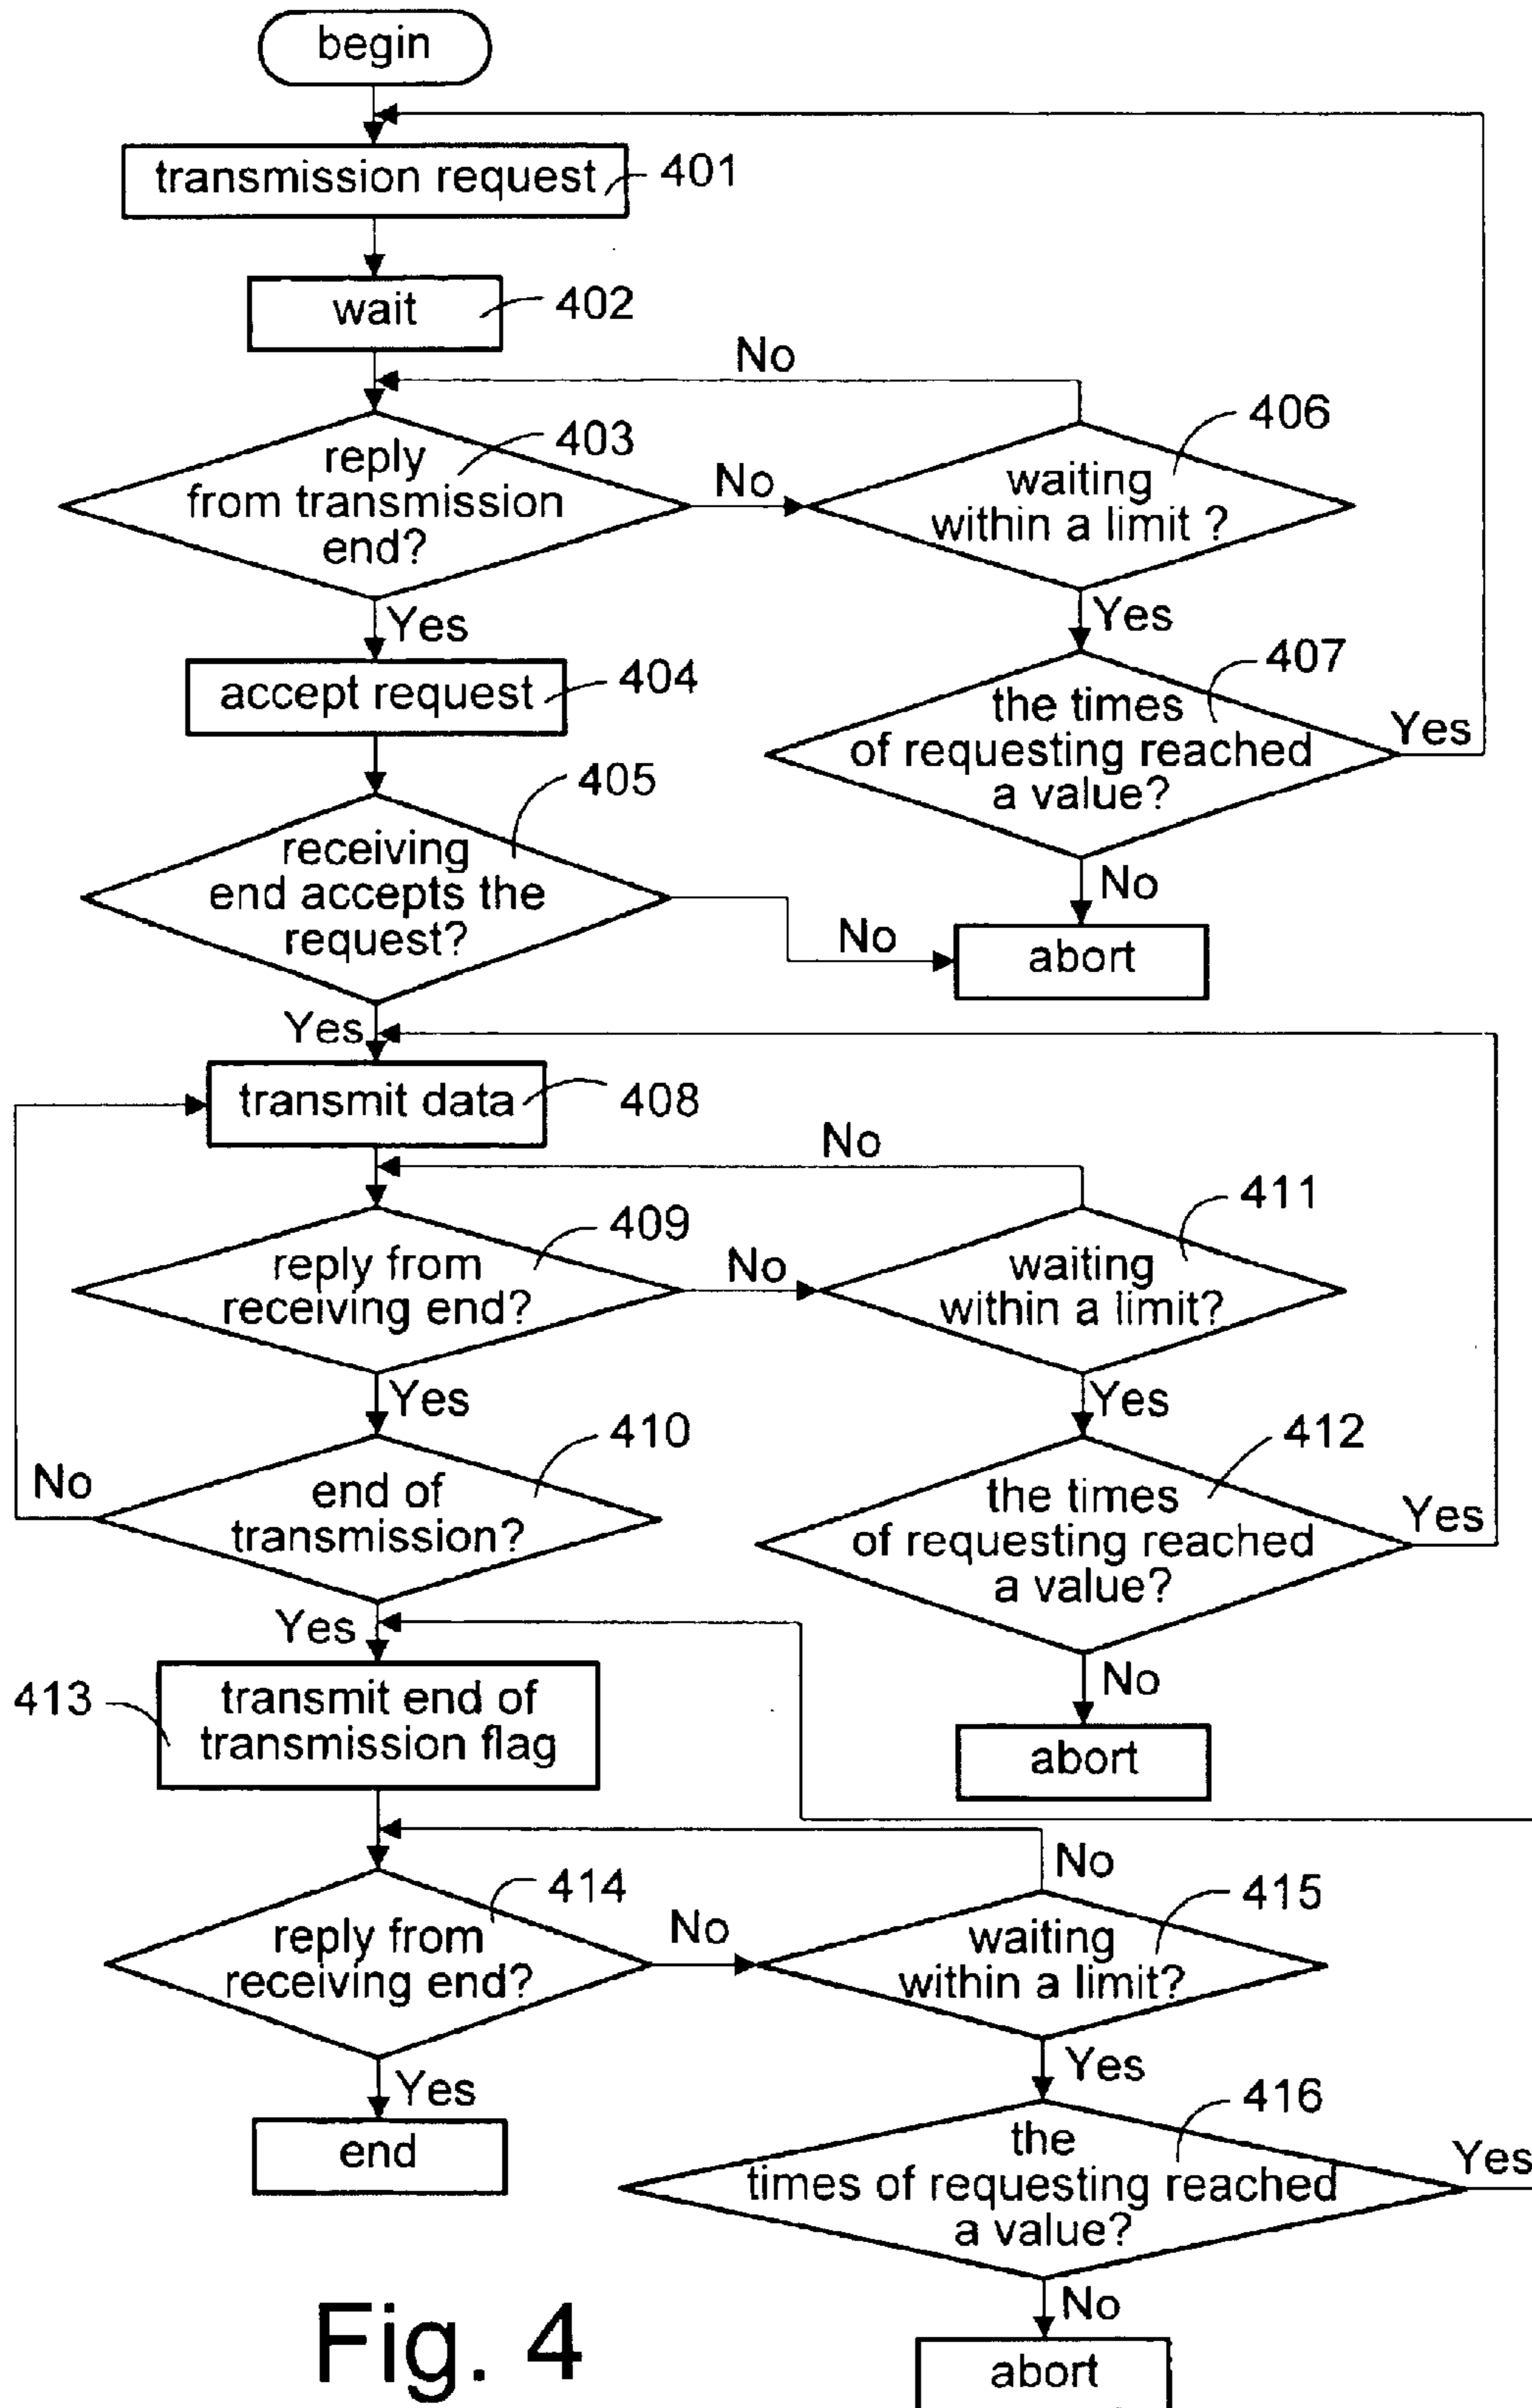 begin
transmission request
401
wait
402
No
reply
from transmission
end?
403
No
waiting
within a limit ?
406
Yes
Yes
accept request
404
the times
of requesting reached
a value?
407
Yes
receiving
end accepts the
request?
405
No
No
abort
Yes
transmit data
408
No
reply from
receiving end?
409
No
waiting
within a limit?
411
Yes
Yes
end of
transmission?
410
No
the times
of requesting reached
a value?
412
Yes
Yes
No
413
transmit end of
transmission flag
abort
No
reply from
receiving end?
414
No
waiting
within a limit?
415
Yes
Yes
end
the
times of requesting reached
a value?
416
Yes
No
abort
Fig. 4